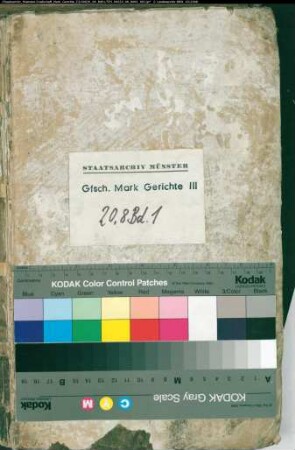 STAATSARCHIV MÜNSTER
Gfsch. Mark Gerichte III
20,8 Bd. 1
KODAK Color Control Patches
Kodak
Blue Cyan Green Yellow Red Magenta White 3/Color Black
A M B
Kodak C Y M KODAK Gray Scale